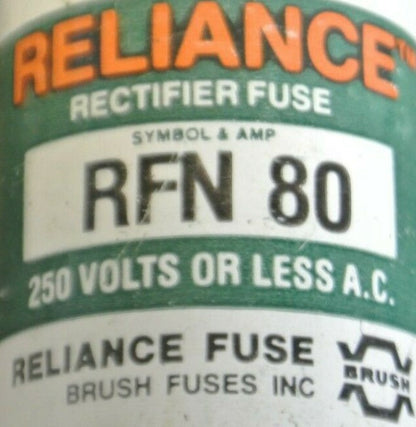 RELIANCE™
RECTIFIER FUSE
SYMBOL & AMP
RFN 80
250 VOLTS OR LESS A.C.
RELIANCE FUSE
BRUSH FUSES INC
BRUSH